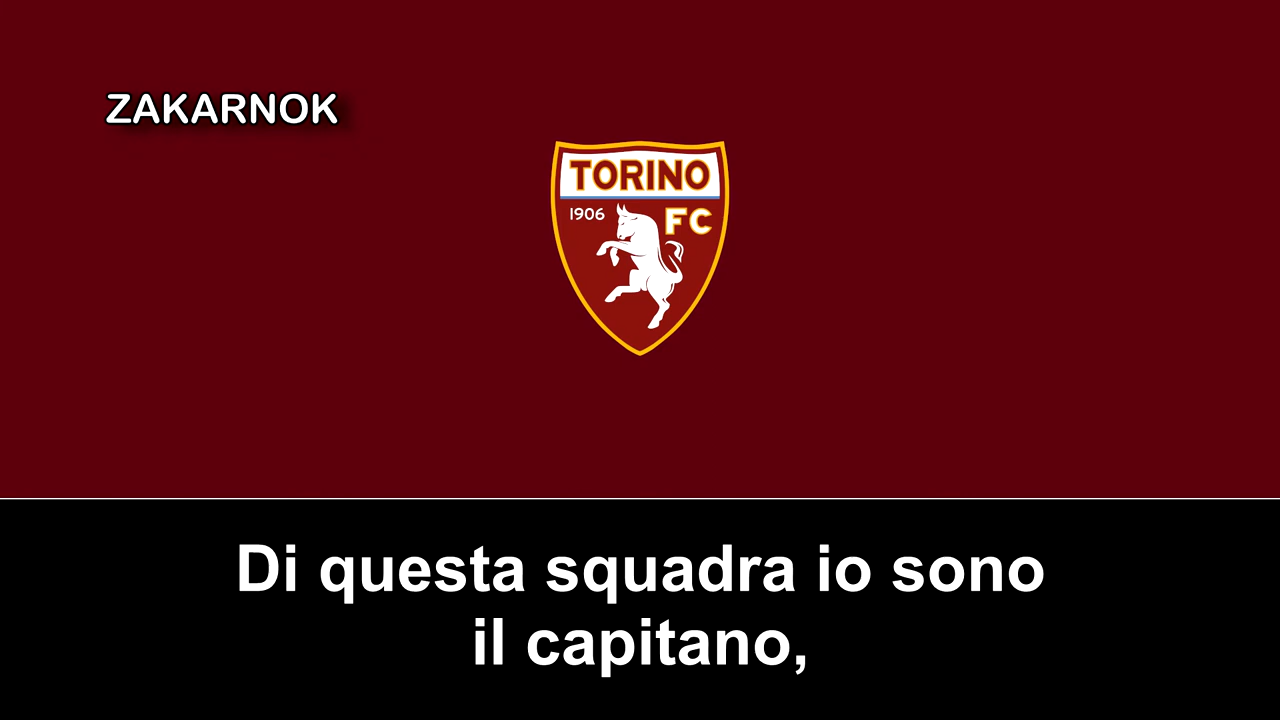 ZAKARNOK
TORINO
1906
FC
Di questa squadra io sono
il capitano,